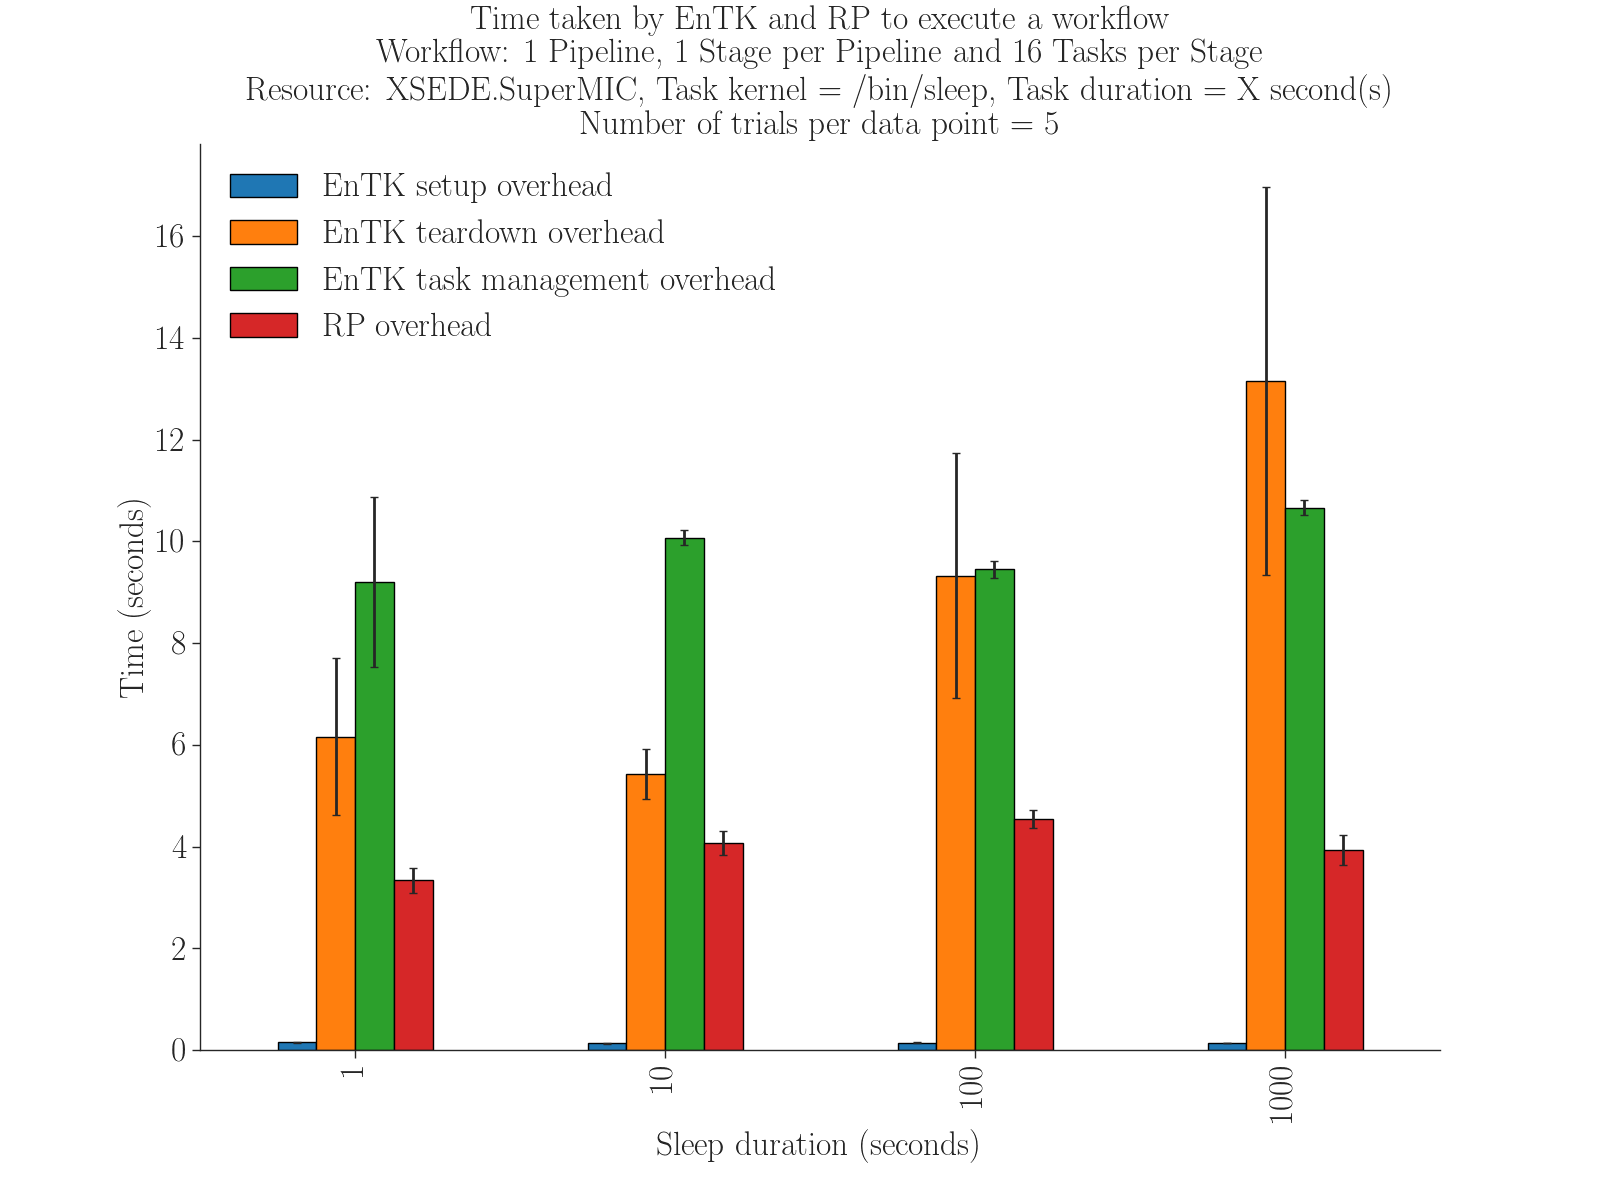 Time taken by EnTK and RP to execute a workflow
Workflow: 1 Pipeline, 1 Stage per Pipeline and 16 Tasks per Stage
Resource: XSEDE.SuperMIC, Task kernel = /bin/sleep, Task duration = X second(s)
Number of trials per data point = 5
EnTK setup overhead
EnTK teardown overhead
EnTK task management overhead
RP overhead
Time (seconds)
16
14
12
10
8
6
4
2
0
1
10
100
1000
Sleep duration (seconds)